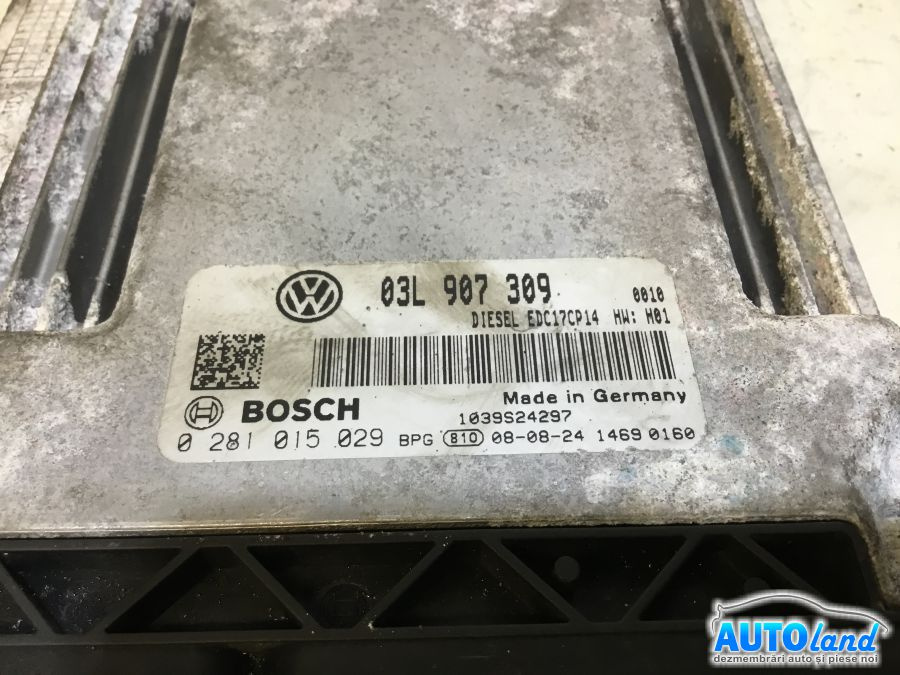 03L 907 309 0010
DIESEL EDC17CP14 HW: H01
Made in Germany
BOSCH
1039S24297
0 281 015 029 BPG 810 08-08-24 1469 0160
AUTOland
dezmembrări auto și piese noi